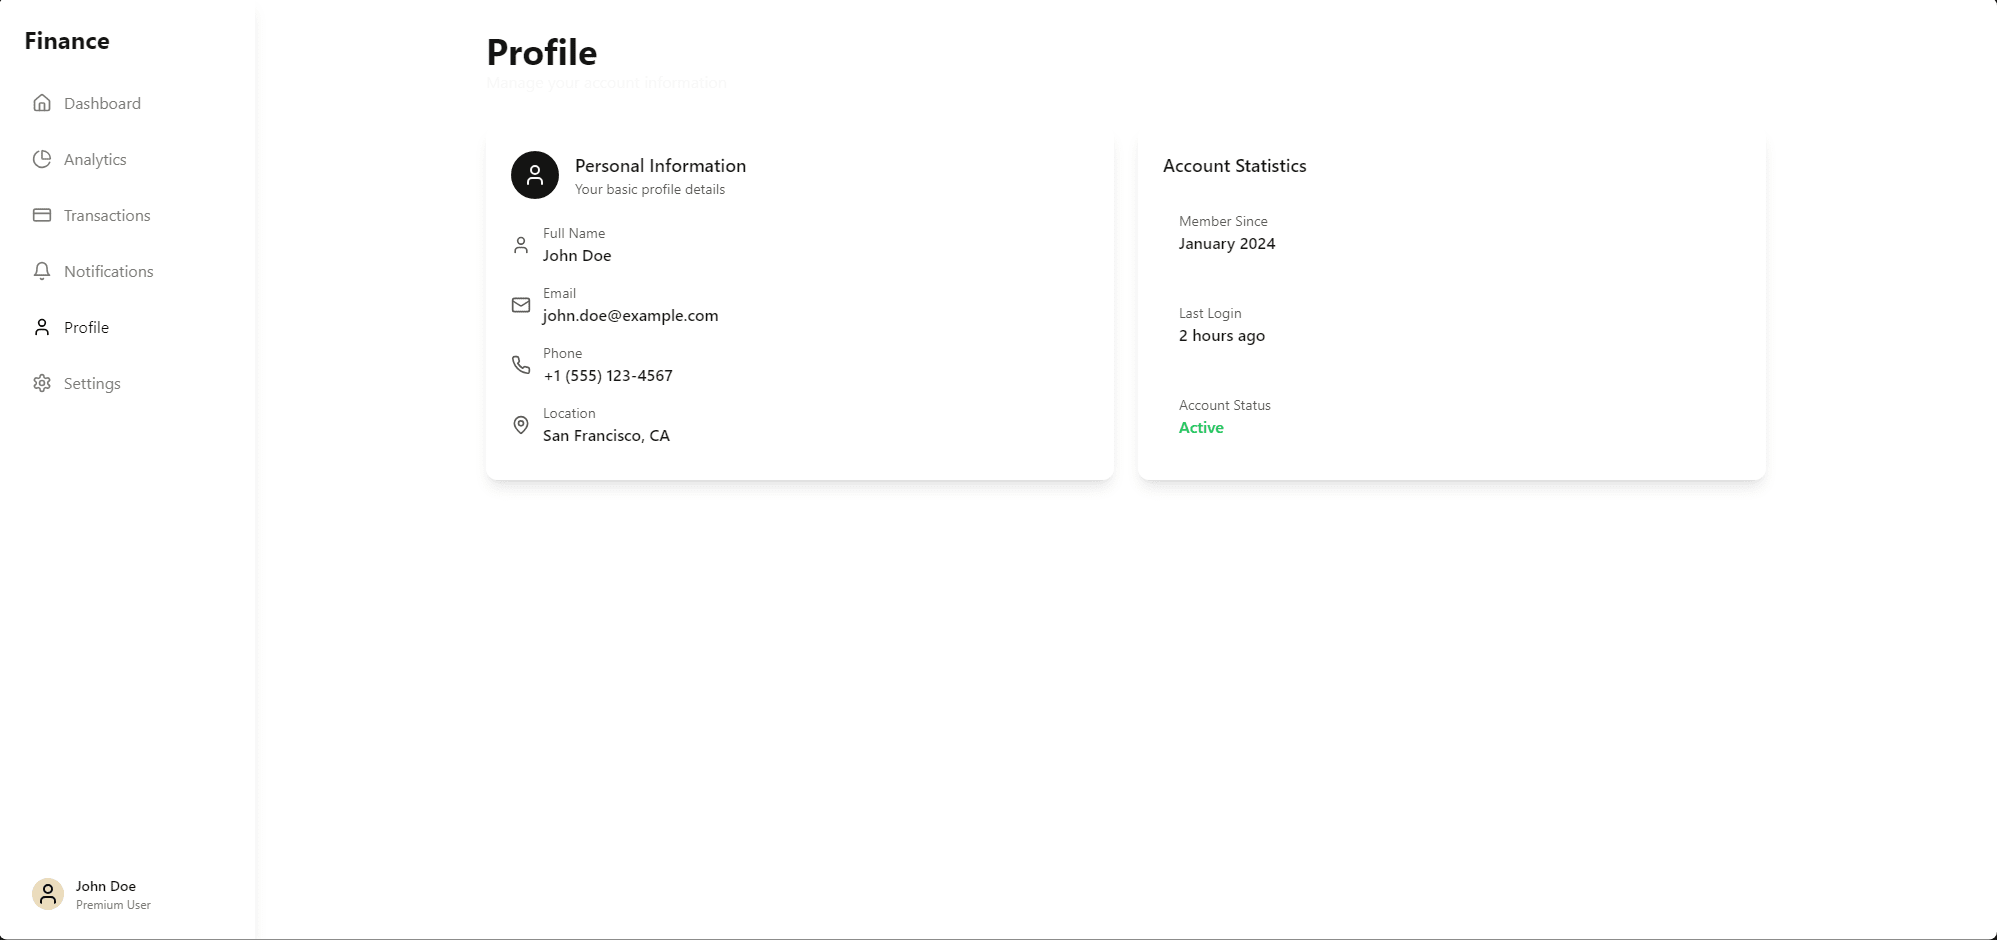 Finance
Dashboard
Analytics
Transactions
Notifications
Profile
Settings
John Doe
Premium User
Profile
Manage your account information
Personal Information
Your basic profile details
Full Name
John Doe
Email
john.doe@example.com
Phone
+1 (555) 123-4567
Location
San Francisco, CA
Account Statistics
Member Since
January 2024
Last Login
2 hours ago
Account Status
Active